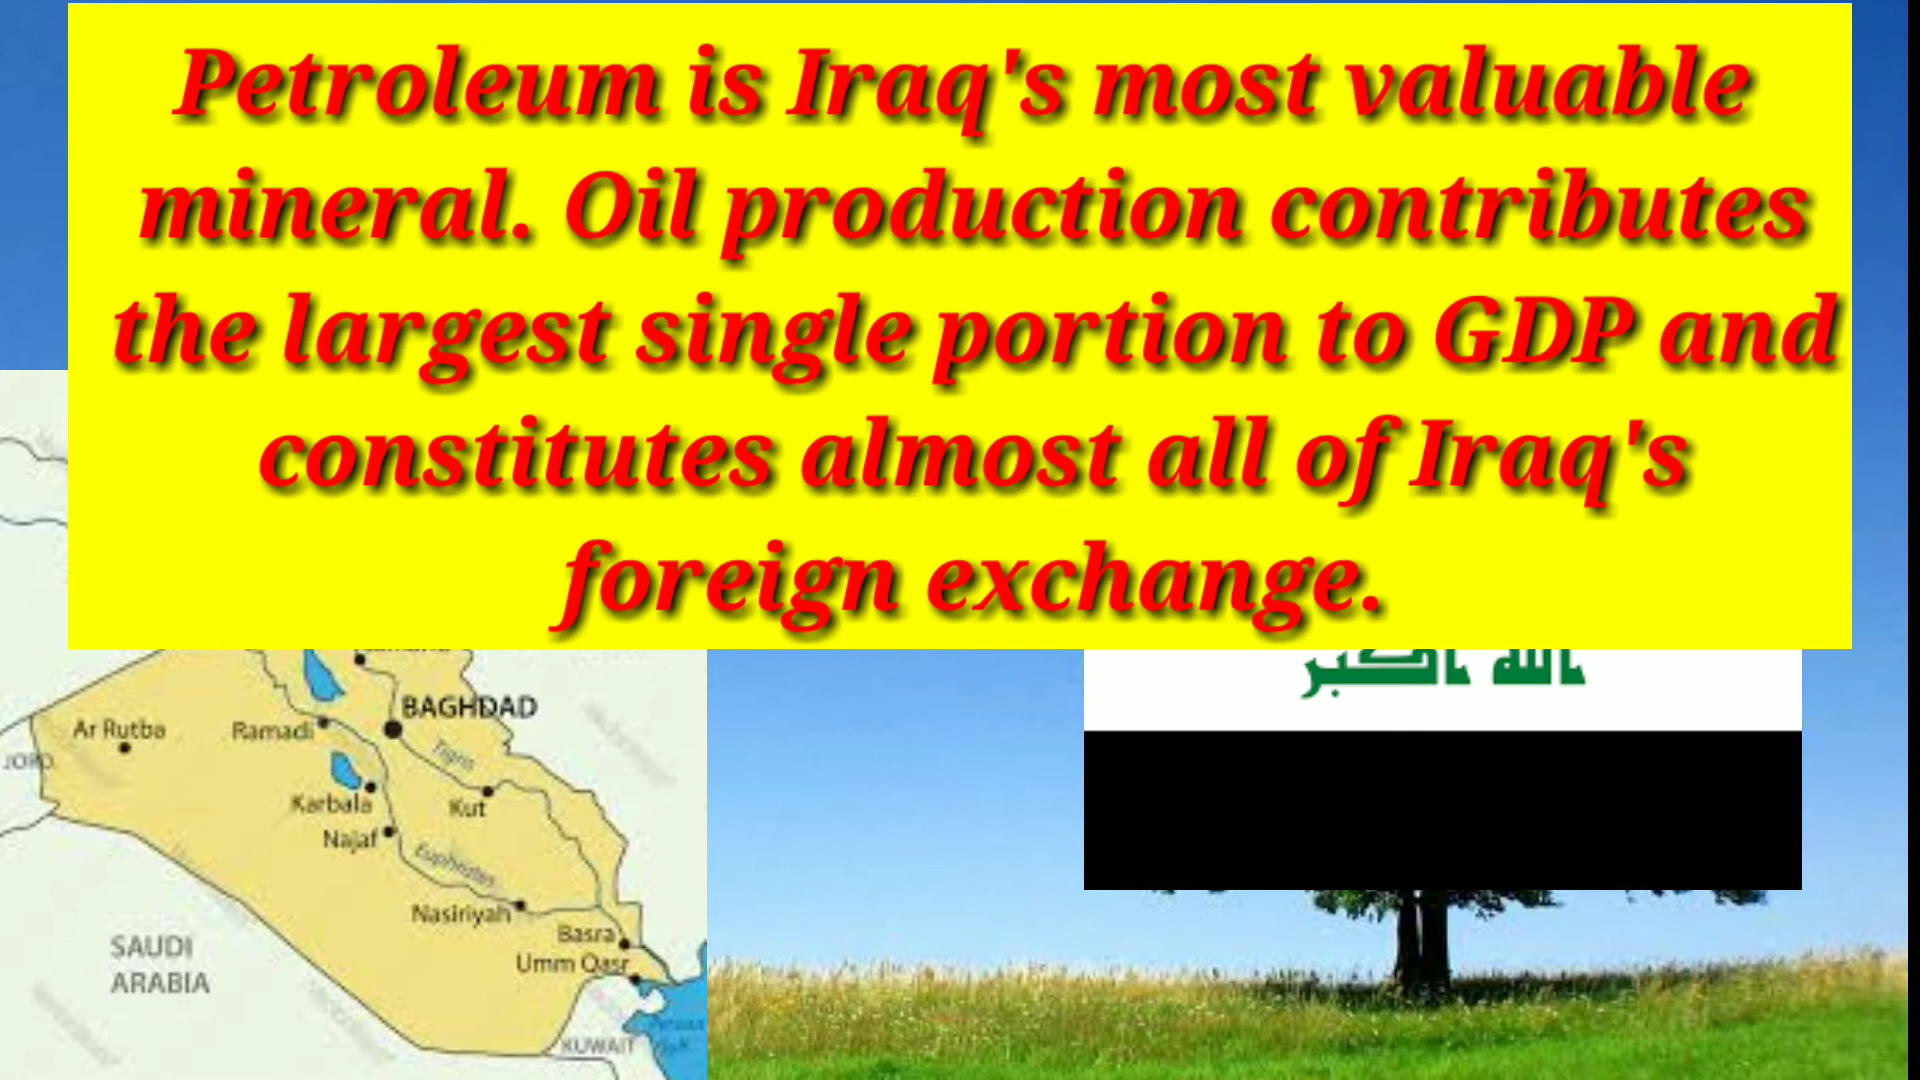 Petroleum is Iraq's most valuable
mineral. Oil production contributes
the largest single portion to GDP and
constitutes almost all of Iraq's
foreign exchange.
الله اكبر
BAGHDAD
Ar Rutba
Ramadi
Tigris
JORD.
Karbala
Kut
Najaf
Euphrates
Nasiriyah
Basra
SAUDI
ARABIA
Umm Qasr
KUWAIT